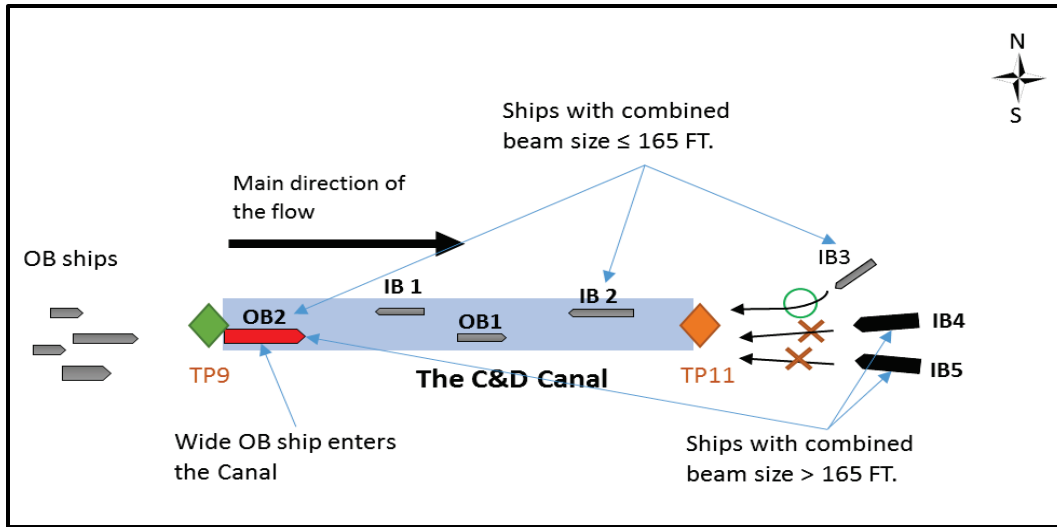 N
S
Ships with combined
beam size ≤ 165 FT.
Main direction of
the flow
OB ships
IB3
IB 1
IB 2
OB2
OB1
IB4
TP9
The C&D Canal
TP11
IB5
Wide OB ship enters
the Canal
Ships with combined
beam size > 165 FT.